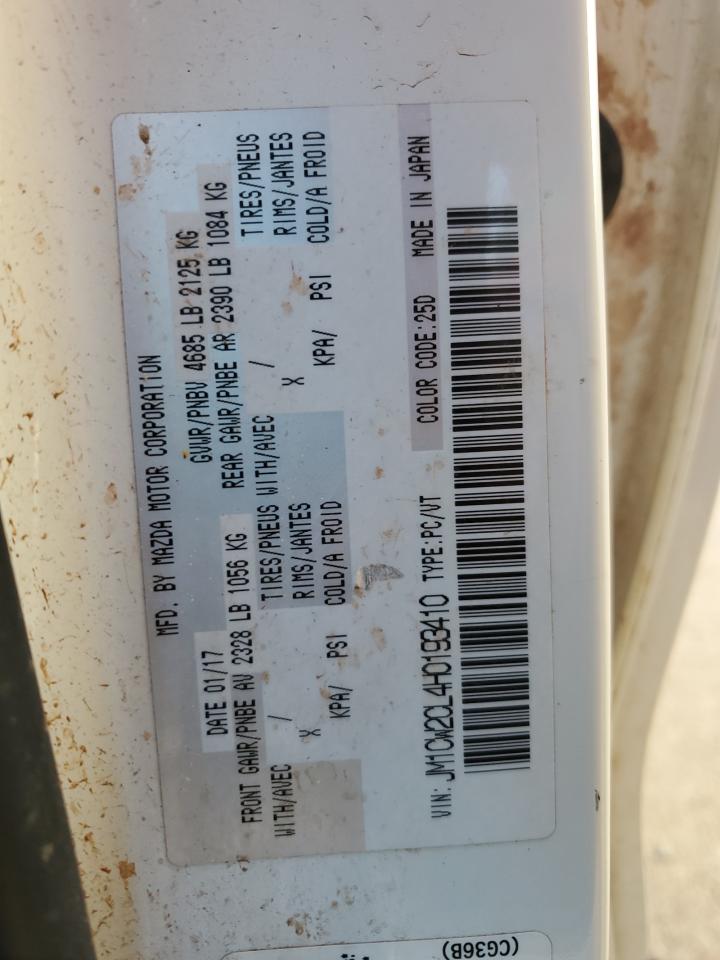 MFD. BY MAZDA MOTOR CORPORATION
DATE 01/17 GVWR/PNBV 4685 LB 2125 KG
FRONT GAWR/PNBE AV 2328 LB 1056 KG REAR GAWR/PNBE AR 2390 LB 1084 KG
WITH/AVEC / TIRES/PNEUS WITH/AVEC / TIRES/PNEUS
X RIMS/JANTES X RIMS/JANTES
KPA/ PSI COLD/A FROID KPA/ PSI COLD/A FROID
COLOR CODE:25D MADE IN JAPAN
VIN: JM1CW2CL4H0193410 TYPE:PC/VT
(CG36B)